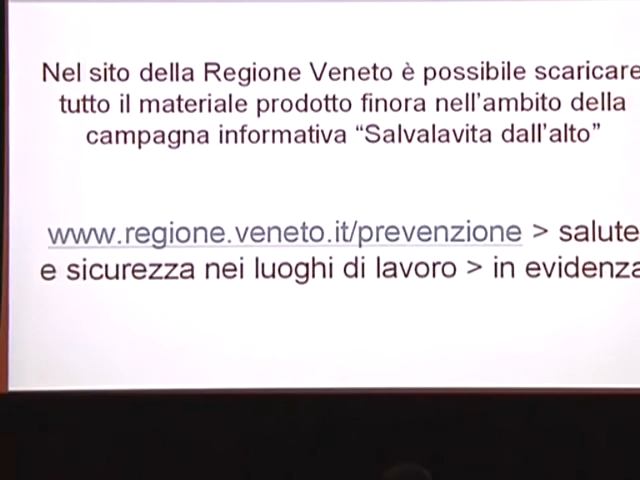 Nel sito della Regione Veneto è possibile scaricare
tutto il materiale prodotto finora nell'ambito della
campagna informativa “Salvalavita dall'alto”
www.regione.veneto.it/prevenzione > salute
e sicurezza nei luoghi di lavoro > in evidenza